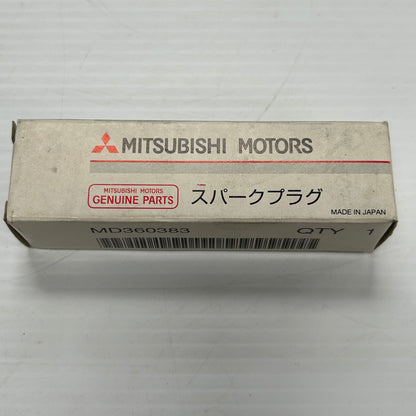 MITSUBISHI MOTORS
MITSUBISHI MOTORS
GENUINE PARTS
スパークプラグ
MADE IN JAPAN
MD360383 QTY 1